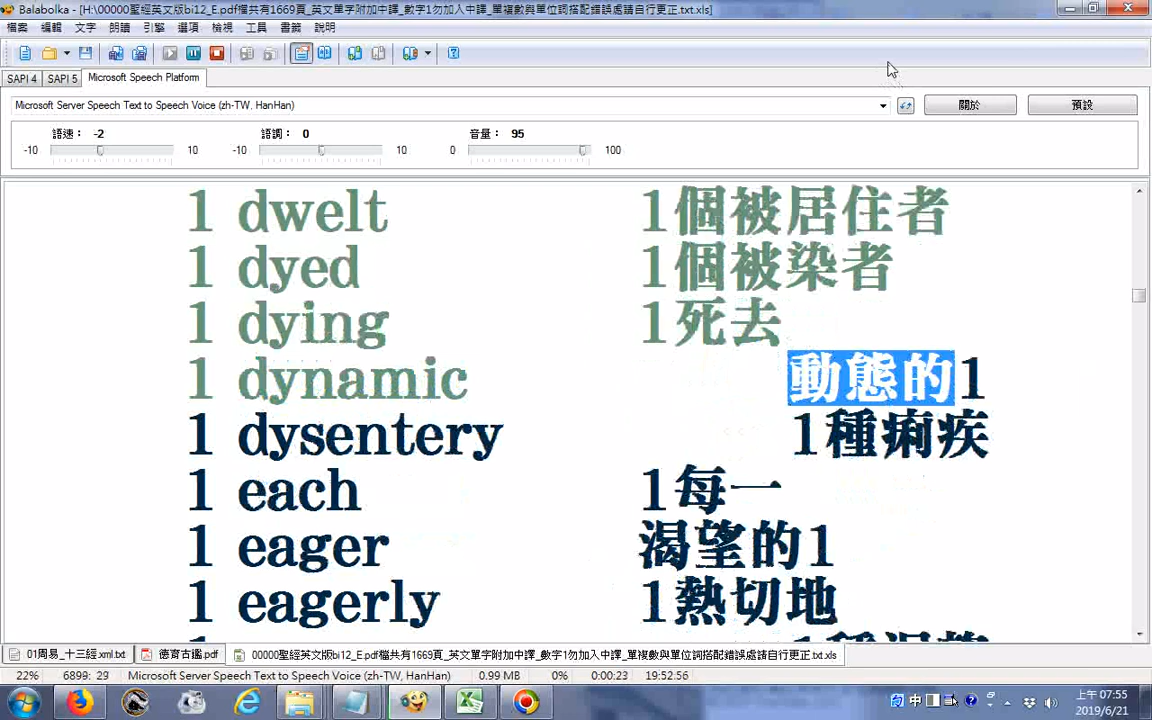 Balabolka - [H:\00000聖經英文版bi12_E.pdf檔共有1669頁_英文單字附加中譯_數字1勿加入中譯_單複數與單位詞搭配錯誤處請自行更正.txt.xls]
檔案 編輯 文字 朗讀 引擎 選項 檢視 工具 書籤 說明
SAPI 4 SAPI 5 Microsoft Speech Platform
Microsoft Server Speech Text to Speech Voice (zh-TW, HanHan) 關於 預設
語速： -2 語調： 0 音量： 95
-10 10 -10 10 0 100
1 dwelt 1個被居住者
1 dyed 1個被染者
1 dying 1死去
1 dynamic 動態的1
1 dysentery 1種痢疾
1 each 1每一
1 eager 渴望的1
1 eagerly 1熱切地
01周易_十三經.xml.txt 德育古鑑.pdf 00000聖經英文版bi12_E.pdf檔共有1669頁_英文單字附加中譯_數字1勿加入中譯_單複數與單位詞搭配錯誤處請自行更正.txt.xls
22% 6899: 29 Microsoft Server Speech Text to Speech Voice (zh-TW, HanHan) 0.99 MB 0% 0:00:23 19:52:56
中 上午 07:55
2019/6/21